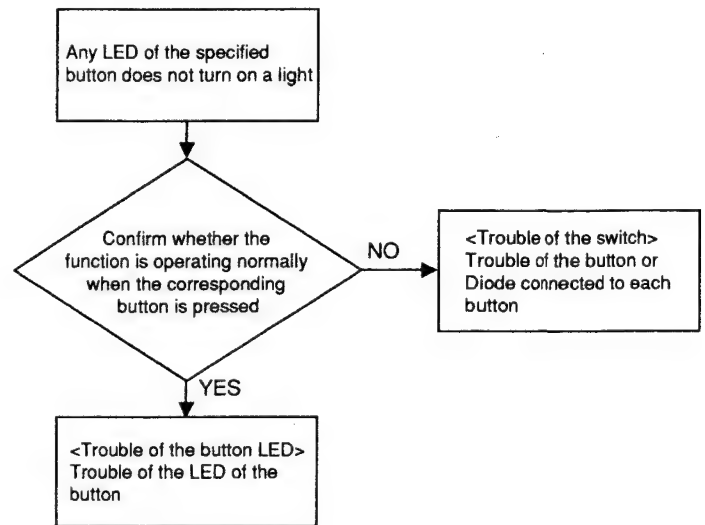 Any LED of the specified
button does not turn on a light
Confirm whether the
function is operating normally
when the corresponding
button is pressed
NO
<Trouble of the switch>
Trouble of the button or
Diode connected to each
button
YES
<Trouble of the button LED>
Trouble of the LED of the
button